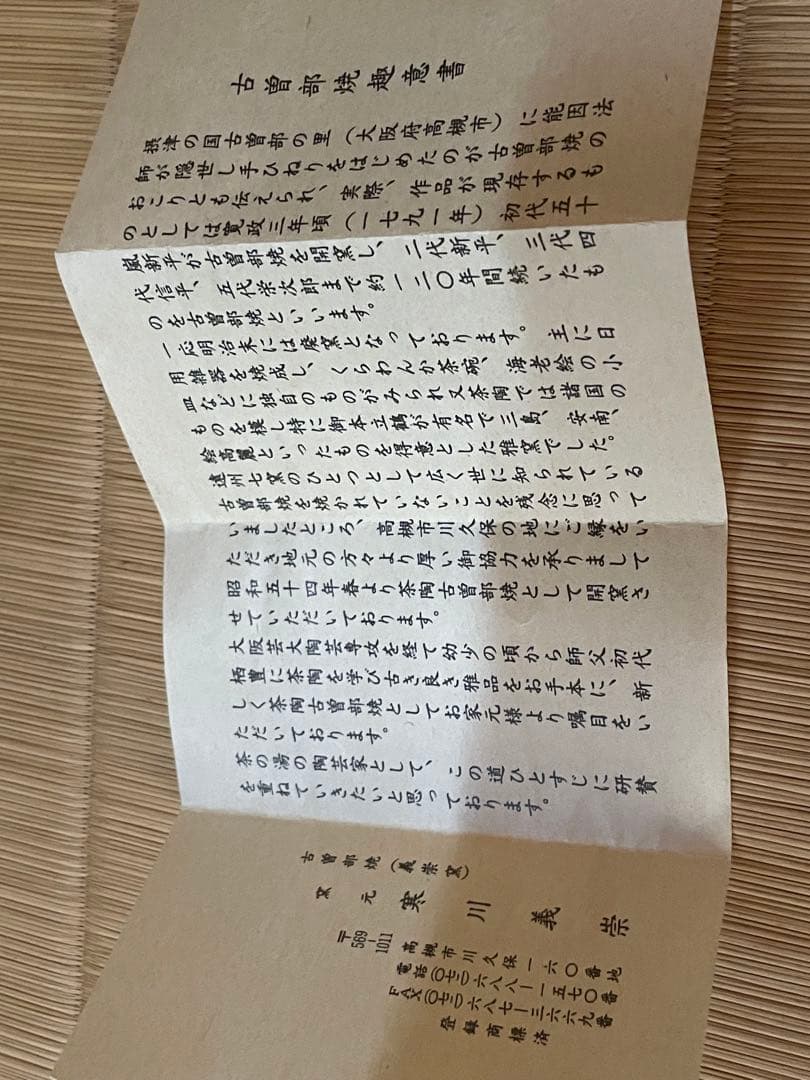 古曽部焼趣意書
摂津の国古曽部の里（大阪府高槻市）に能因法
師が隠世し手ひねりをはじめたのが古曽部焼の
おこりとも伝えられ、実際、作品が現存するも
のとしては寛政三年頃（一七九一年）初代五十
嵐新平が古曽部焼を開窯し、二代新平、三代四
代信平、五代栄次郎まで約一二〇年間続いたも
のを古曽部焼といいます。
一応明治末には廃窯となっております。主に日
用雑器を焼成し、くらわんか茶碗、海老絵の小
皿などに独自のものがみられ又茶陶では諸国の
ものを模し特に御本立鶴が有名で三島、安南、
絵高麗といったものを得意とした雅窯でした。
遠州七窯のひとつとして広く世に知られている
古曽部焼を焼かれていないことを残念に思って
いましたところ、高槻市川久保の地にご縁をい
ただき地元の方々より厚い御協力を承りまして
昭和五十四年春より茶陶古曽部焼として開窯さ
せていただいております。
大阪芸大陶芸専攻を経て幼少の頃から師父初代
栖豊に茶陶を学び古き良き雅品をお手本に、新
しく茶陶古曽部焼としてお家元様より嘱目をい
ただいております。
茶の湯の陶芸家として、この道ひとすじに研賛
を重ねていきたいと思っております。
古曽部焼（義崇窯）
窯元 寒川義崇
〒569-1011 高槻市川久保一六〇番地
電話（〇七二）六八八ー一五七〇番
FAX（〇七二）六八七ー三六六九番
登録商標済